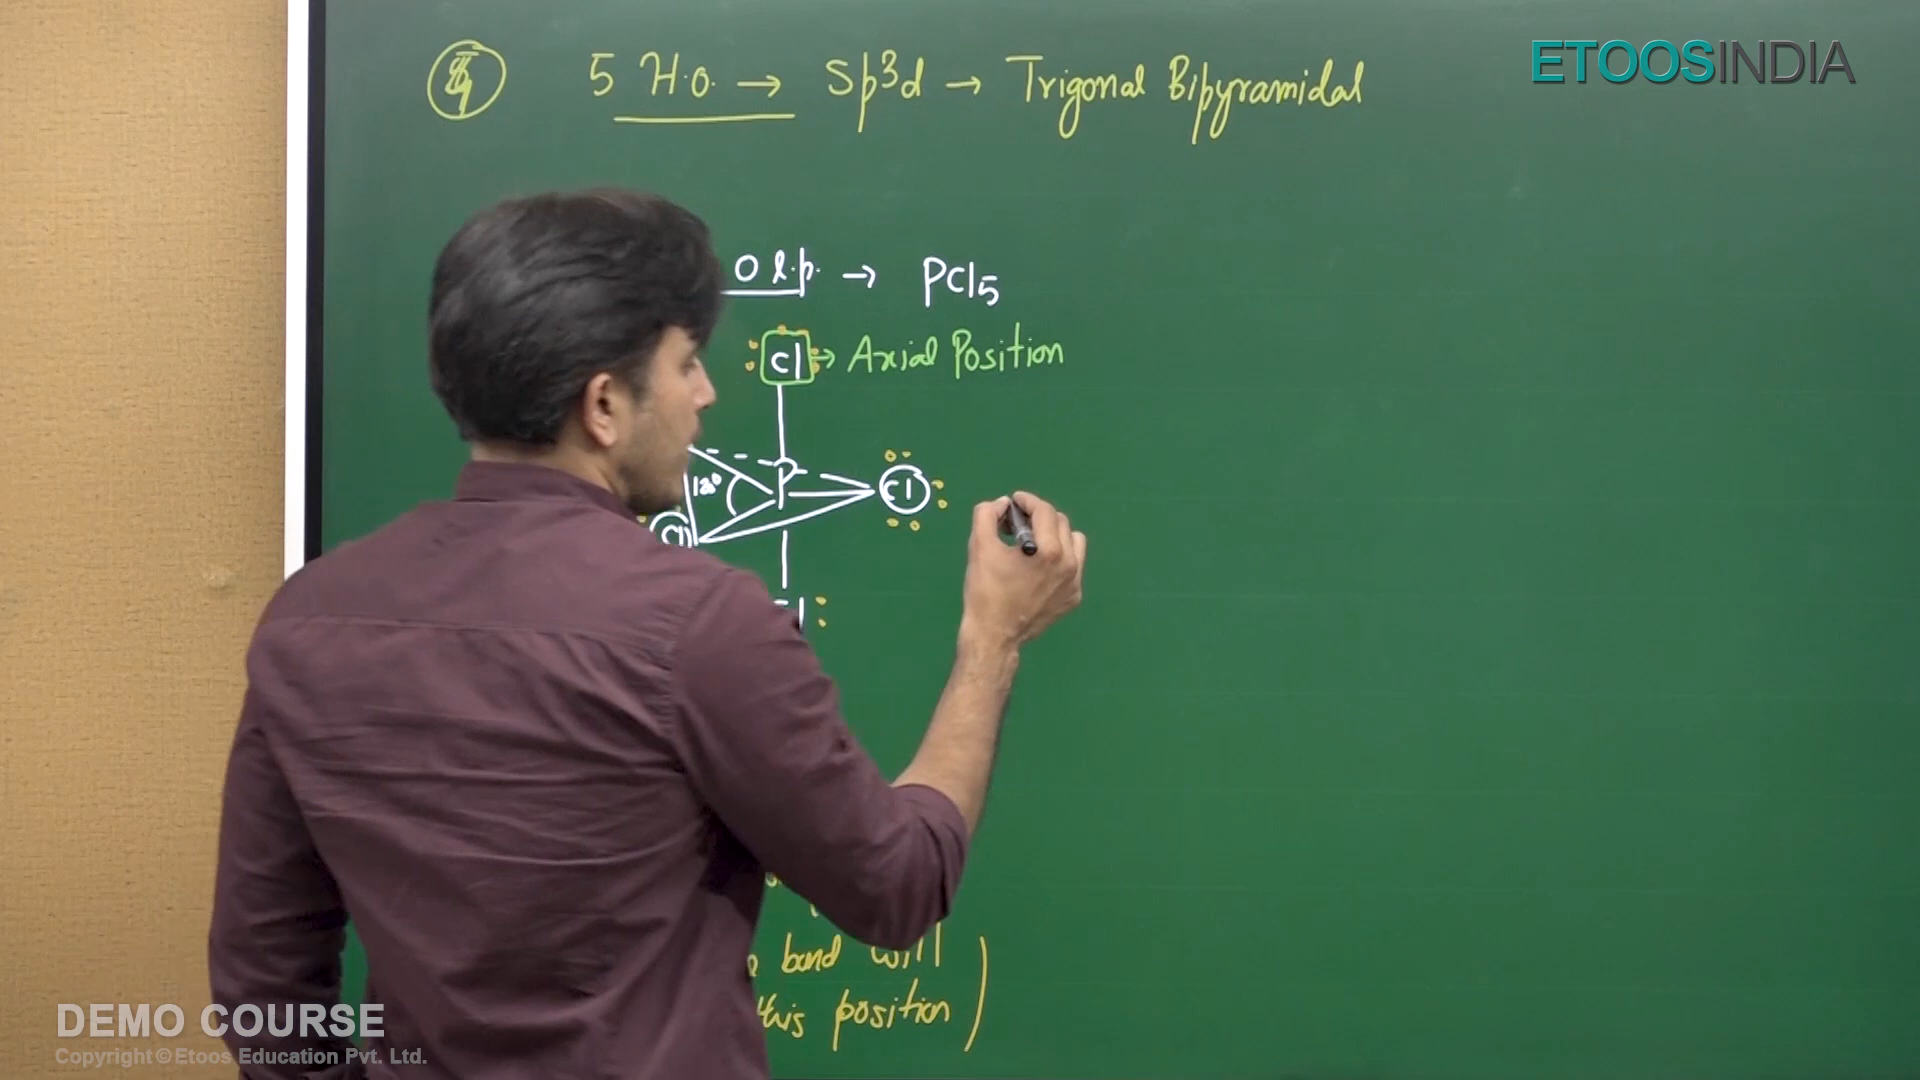 ETOOSINDIA
5 H.O. → Sp³d → Trigonal Bipyramidal
0 l.p. → PCl5
Cl → Axial Position
P
Cl
120°
Cl
bond will
this position )
DEMO COURSE
Copyright © Etoos Education Pvt. Ltd.